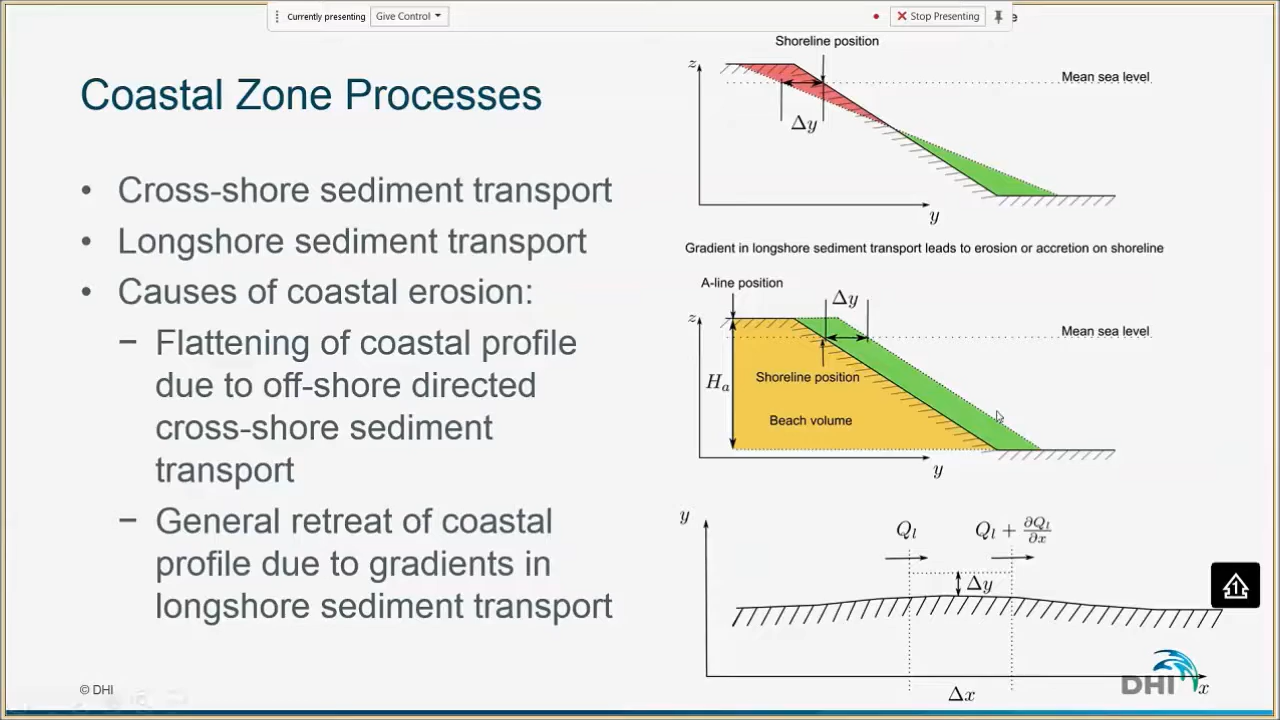 Currently presenting
Give Control
Stop Presenting
e
Coastal Zone Processes
• Cross-shore sediment transport
• Longshore sediment transport
• Causes of coastal erosion:
− Flattening of coastal profile
due to off-shore directed
cross-shore sediment
transport
− General retreat of coastal
profile due to gradients in
longshore sediment transport
© DHI
Shoreline position
z
Mean sea level
Δy
y
Gradient in longshore sediment transport leads to erosion or accretion on shoreline
A-line position
Δy
z
Mean sea level
Hₐ
Shoreline position
Beach volume
y
y
Qₗ
Qₗ + ∂Qₗ/∂x
Δy
Δx
x
DHI
1